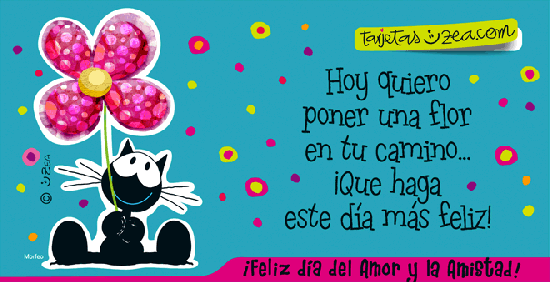 Tarjetas Zea.com
Hoy quiero
poner una flor
en tu camino...
¡Que haga
este día más feliz!
© Zea
¡Feliz día del Amor y la Amistad!